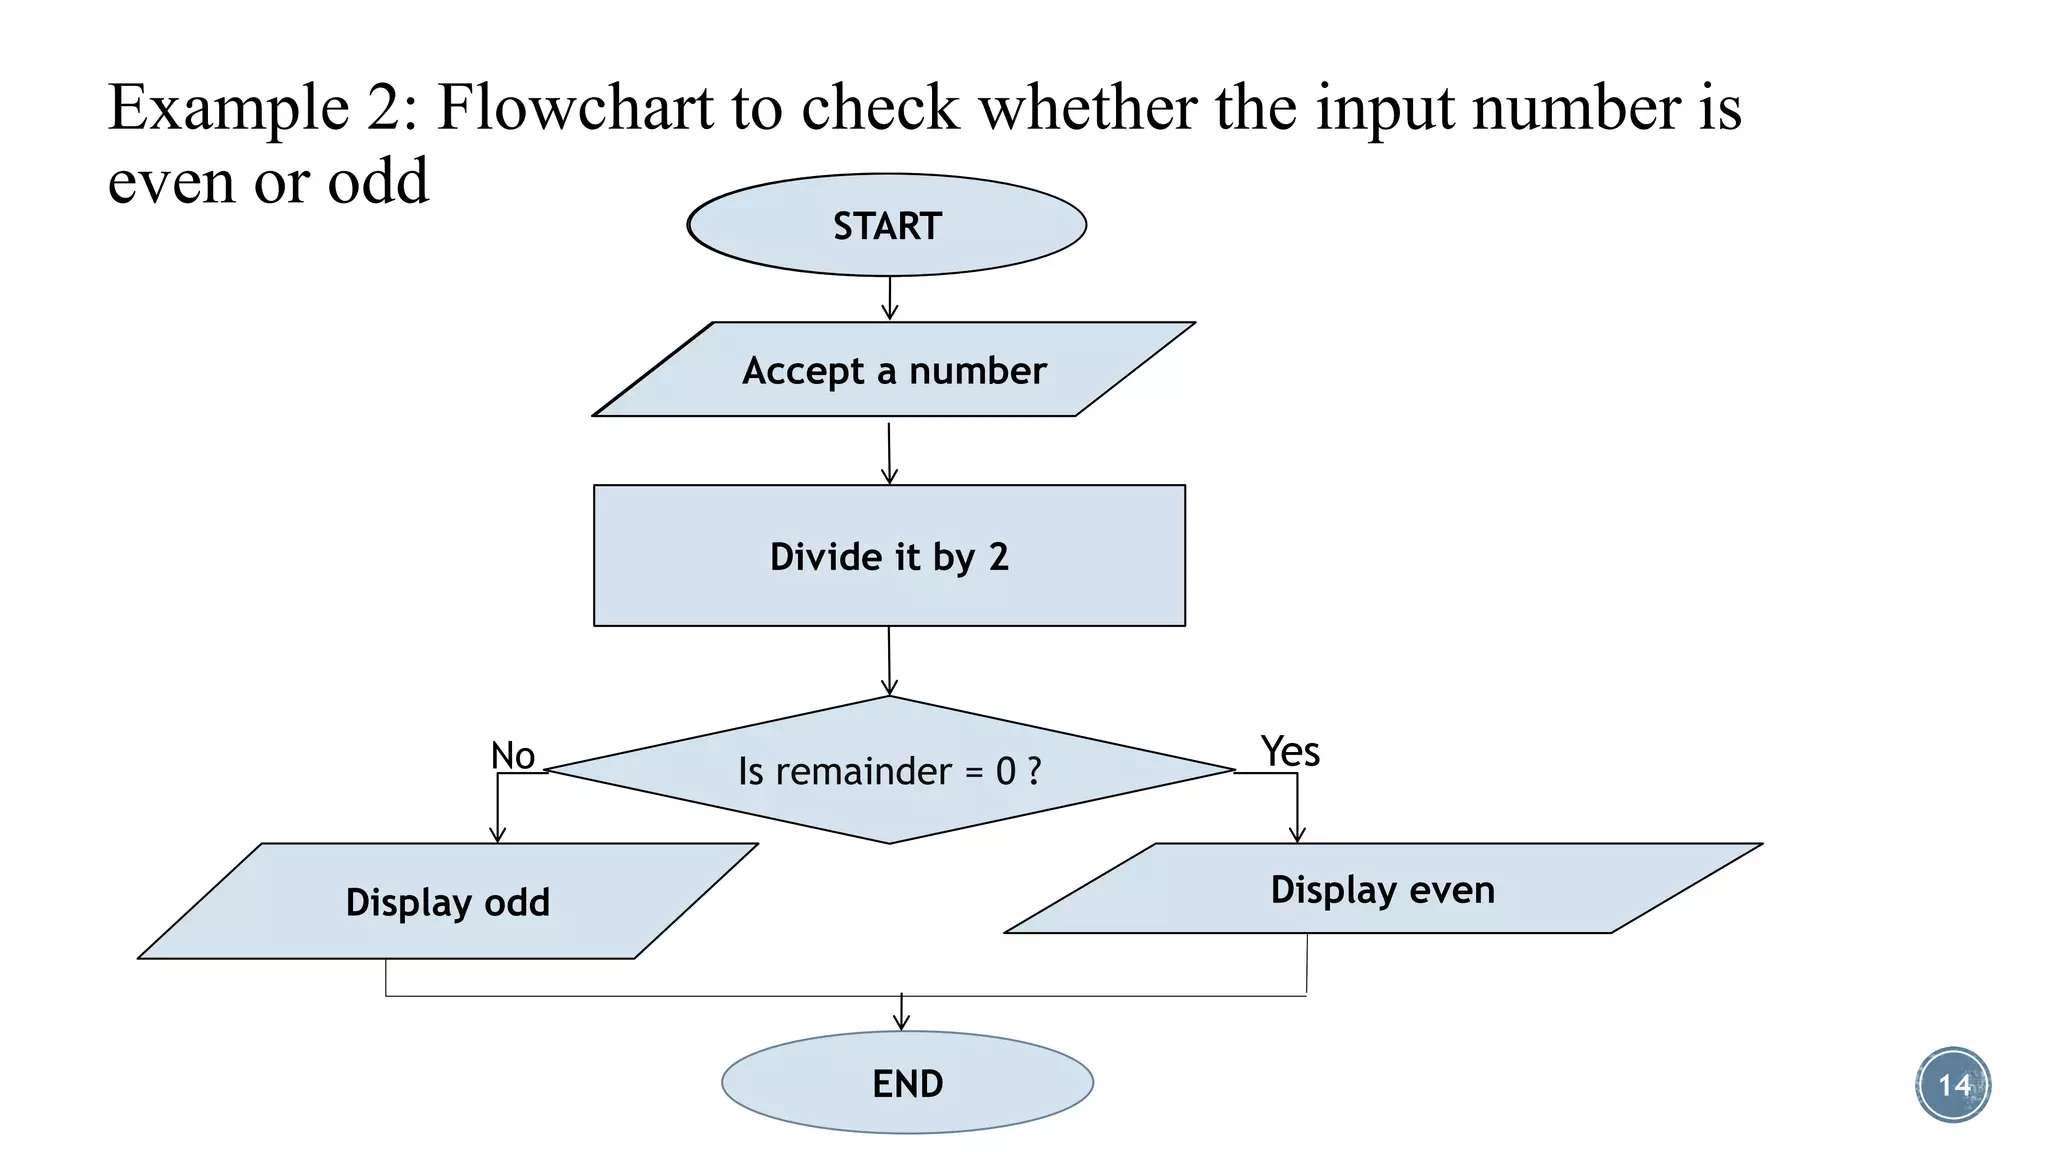 Example 2: Flowchart to check whether the input number is
even or odd
START
Accept a number
Divide it by 2
Is remainder = 0 ?
No
Yes
Display odd
Display even
END
14